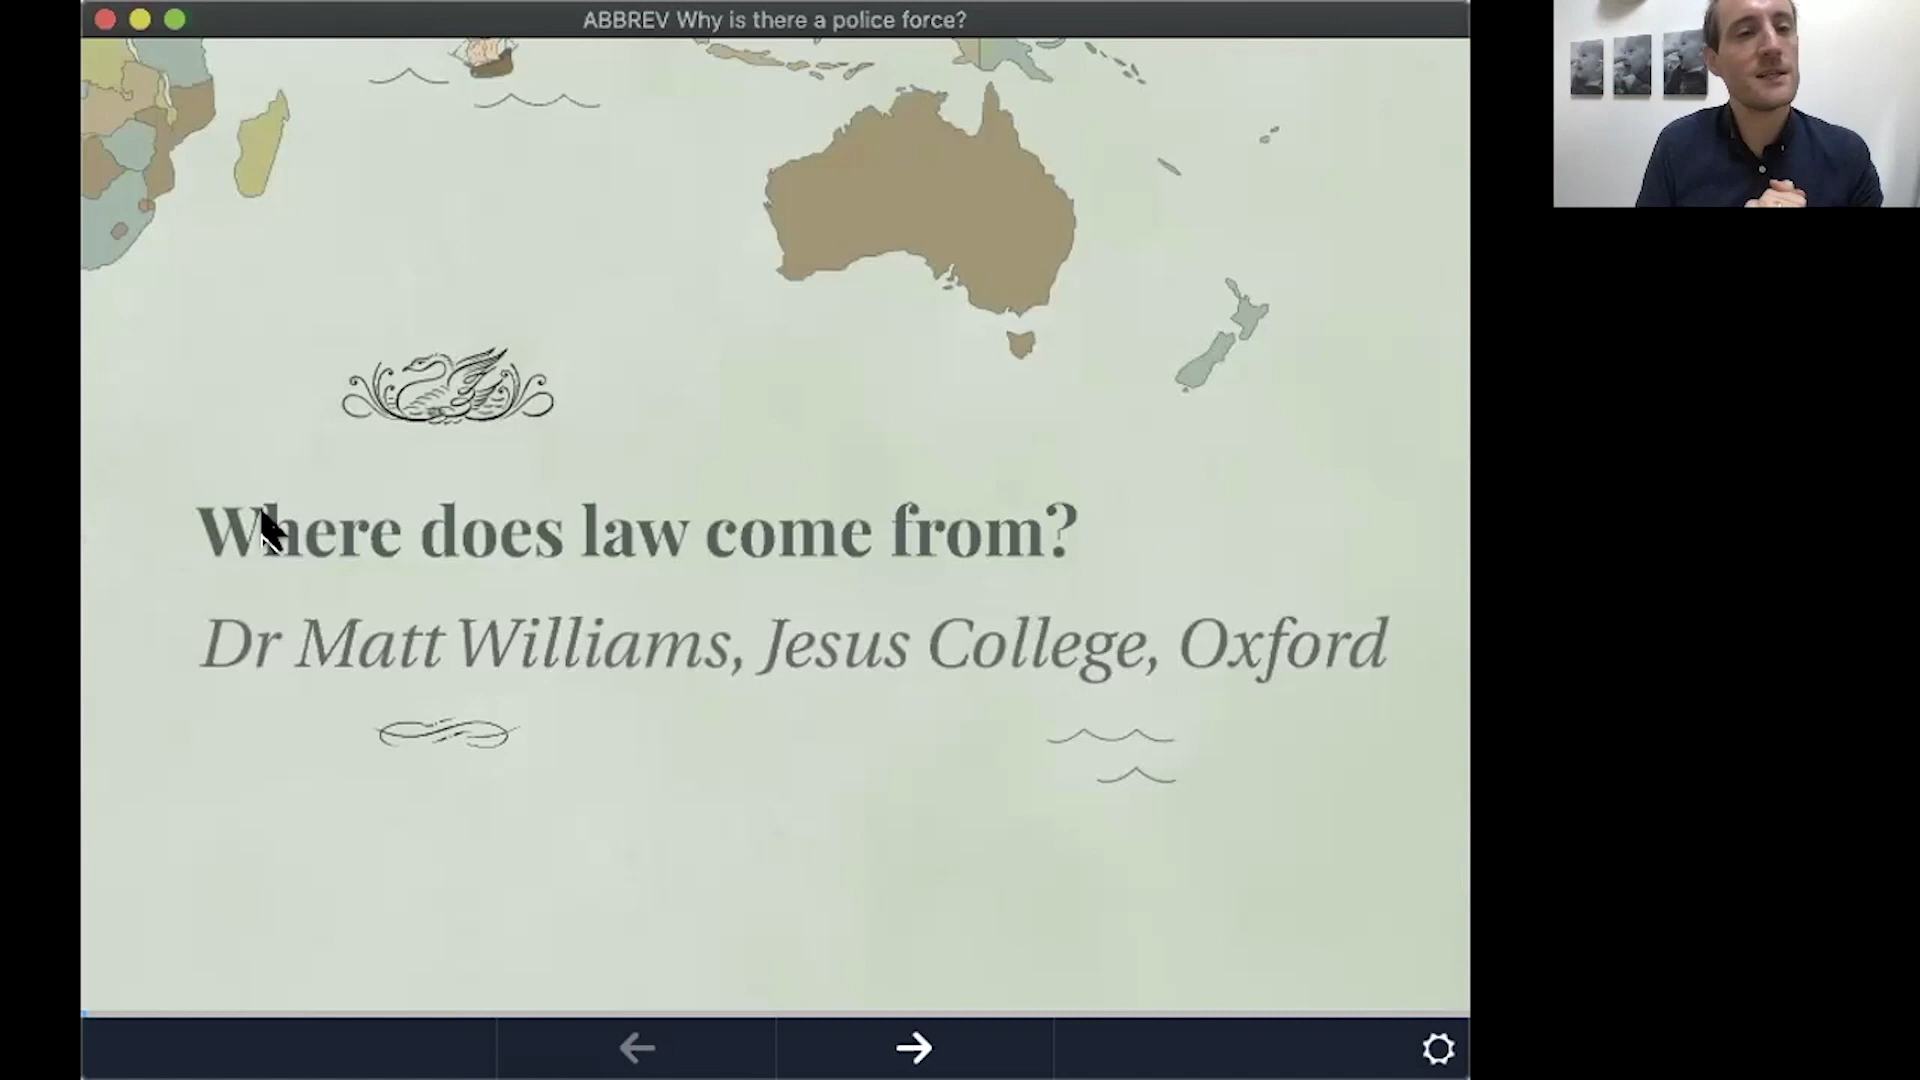 ABBREV Why is there a police force?
Where does law come from?
Dr Matt Williams, Jesus College, Oxford